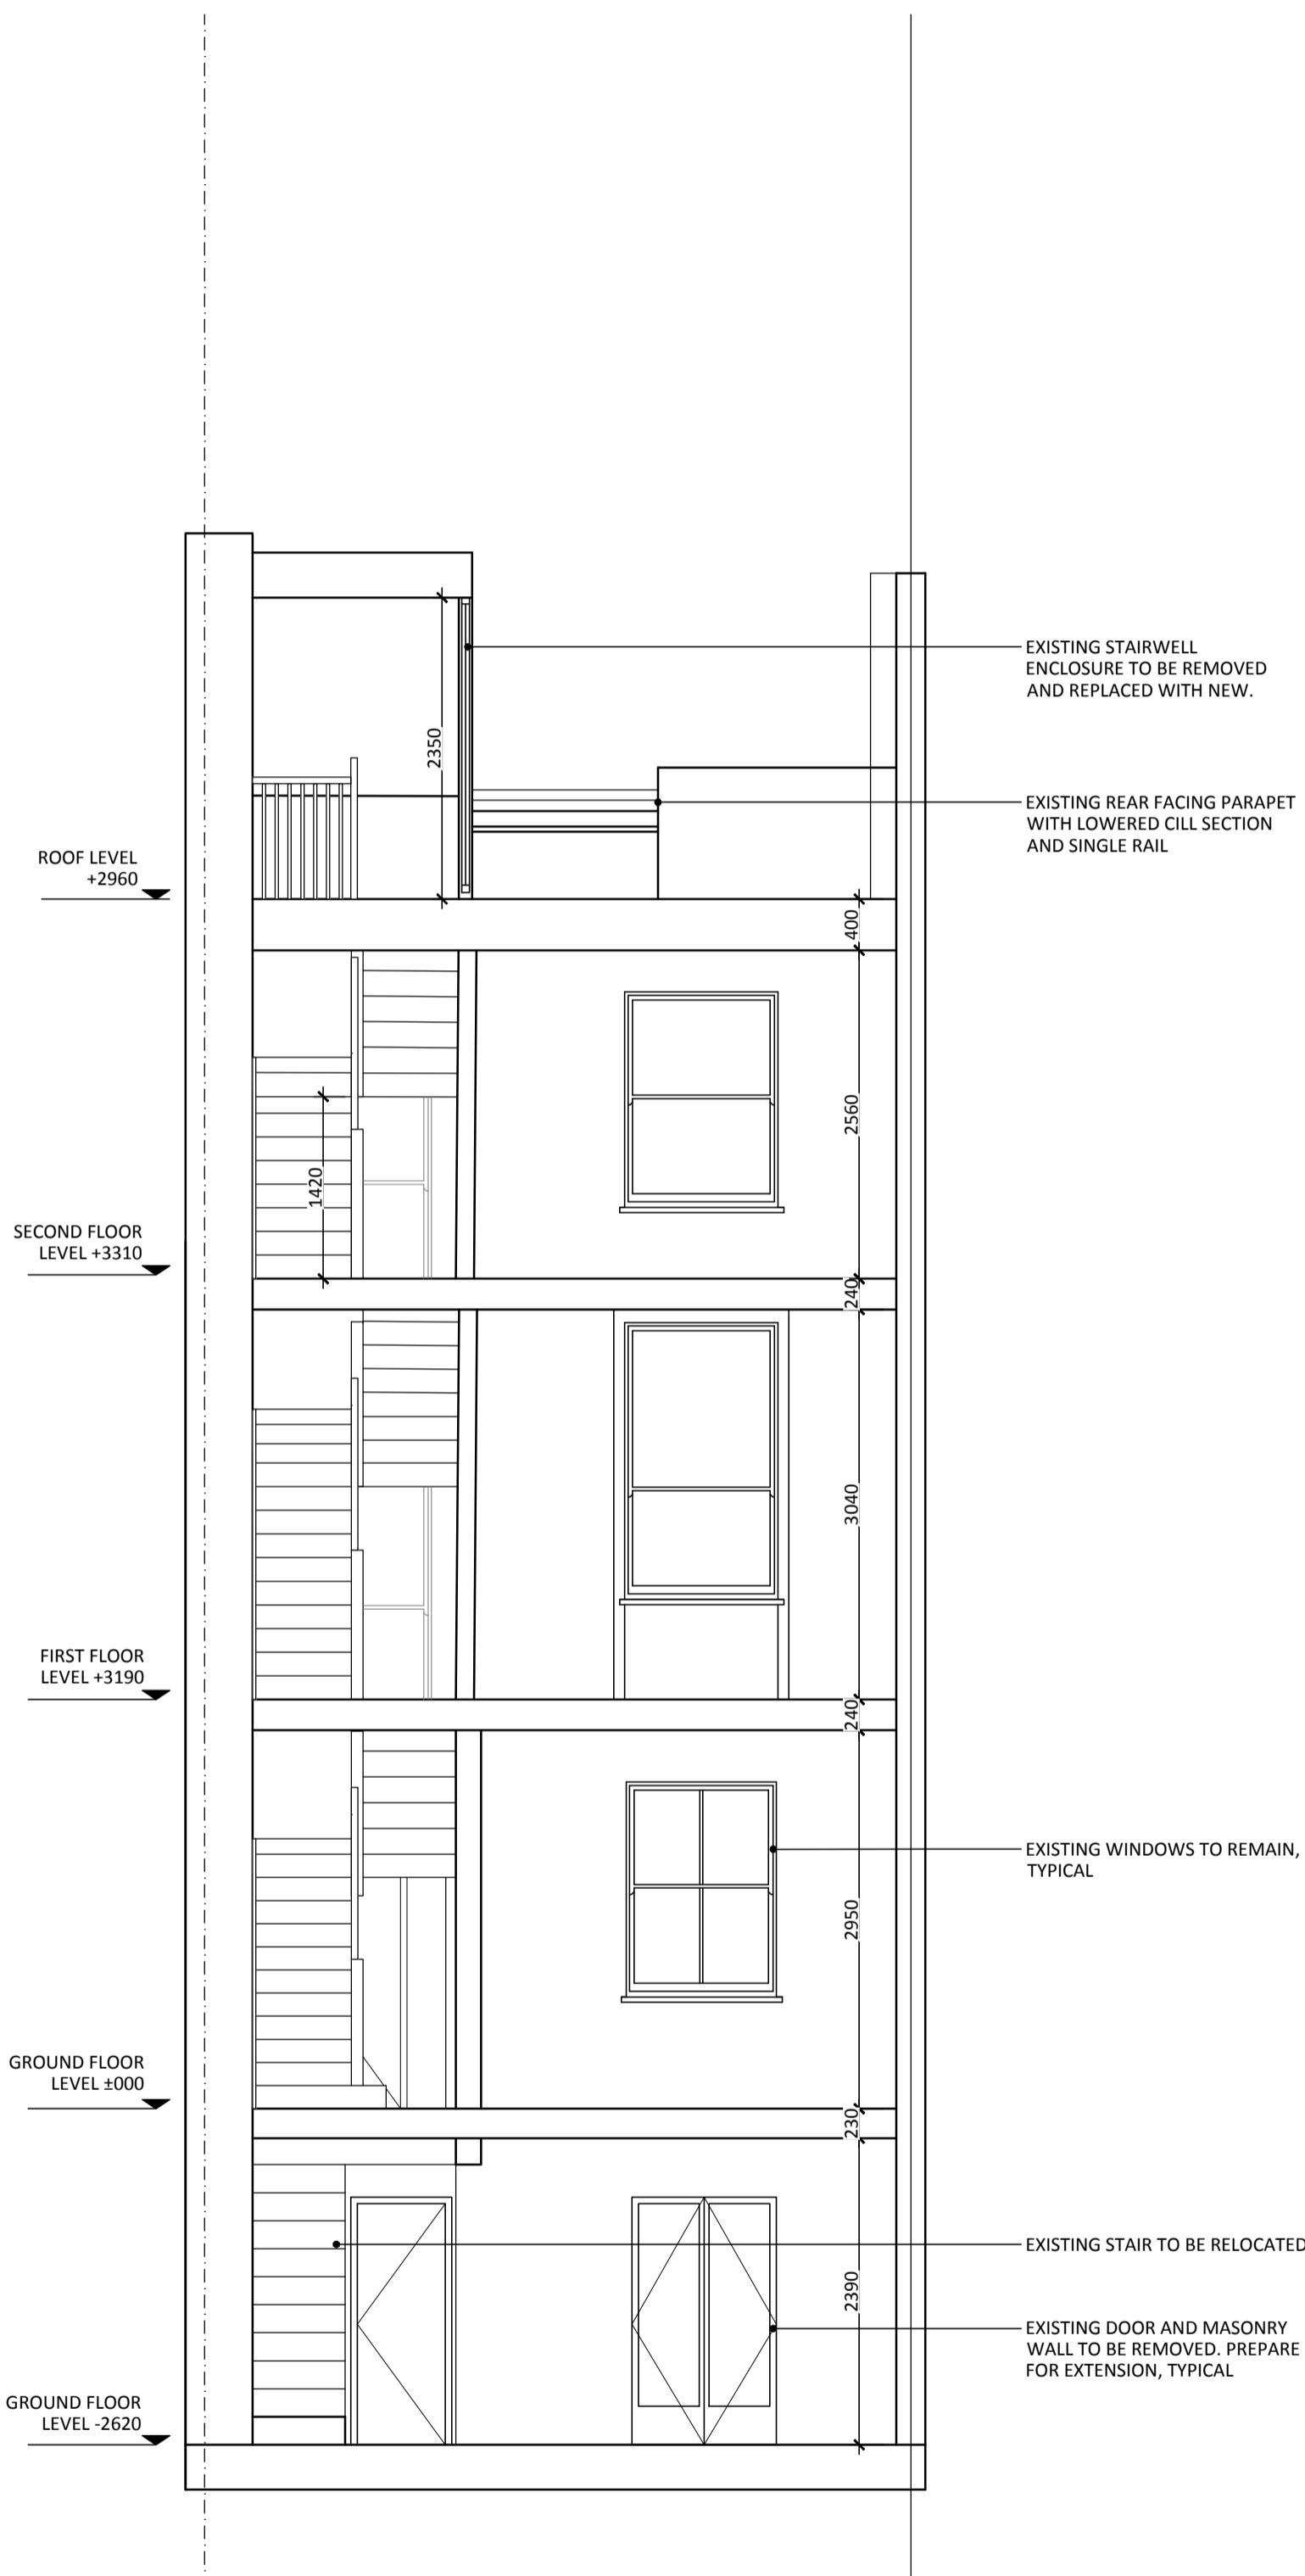 EXISTING STAIRWELL
ENCLOSURE TO BE REMOVED
AND REPLACED WITH NEW.
2350
EXISTING REAR FACING PARAPET
WITH LOWERED CILL SECTION
AND SINGLE RAIL
ROOF LEVEL
+2960
400
2560
1420
SECOND FLOOR
LEVEL +3310
240
3040
FIRST FLOOR
LEVEL +3190
240
EXISTING WINDOWS TO REMAIN,
TYPICAL
2950
GROUND FLOOR
LEVEL ±000
230
EXISTING STAIR TO BE RELOCATED
2390
EXISTING DOOR AND MASONRY
WALL TO BE REMOVED. PREPARE
FOR EXTENSION, TYPICAL
GROUND FLOOR
LEVEL -2620